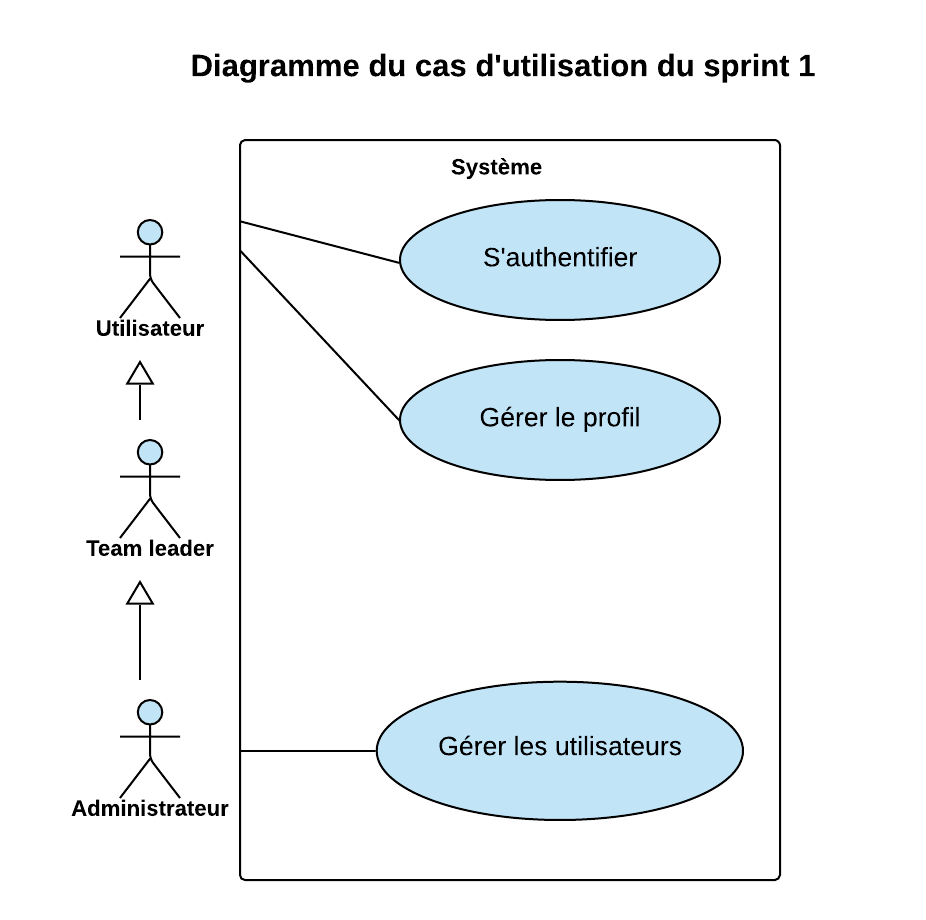 Diagramme du cas d'utilisation du sprint 1
Système
S'authentifier
Utilisateur
Gérer le profil
Team leader
Gérer les utilisateurs
Administrateur